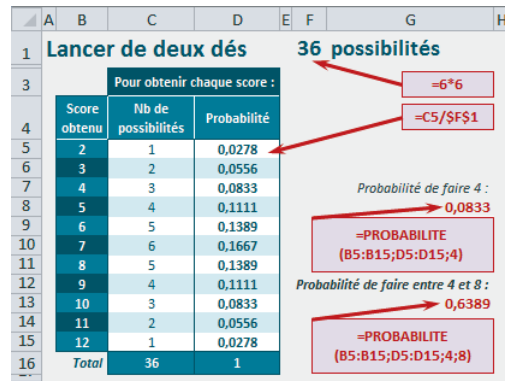 A B C D E F G H
1 Lancer de deux dés 36 possibilités
3 Pour obtenir chaque score : =6*6
4 Score obtenu Nb de possibilités Probabilité =C5/$F$1
5 2 1 0,0278
6 3 2 0,0556
7 4 3 0,0833 Probabilité de faire 4 :
8 5 4 0,1111 0,0833
9 6 5 0,1389 =PROBABILITE
10 7 6 0,1667 (B5:B15;D5:D15;4)
11 8 5 0,1389
12 9 4 0,1111 Probabilité de faire entre 4 et 8 :
13 10 3 0,0833 0,6389
14 11 2 0,0556 =PROBABILITE
15 12 1 0,0278 (B5:B15;D5:D15;4;8)
16 Total 36 1